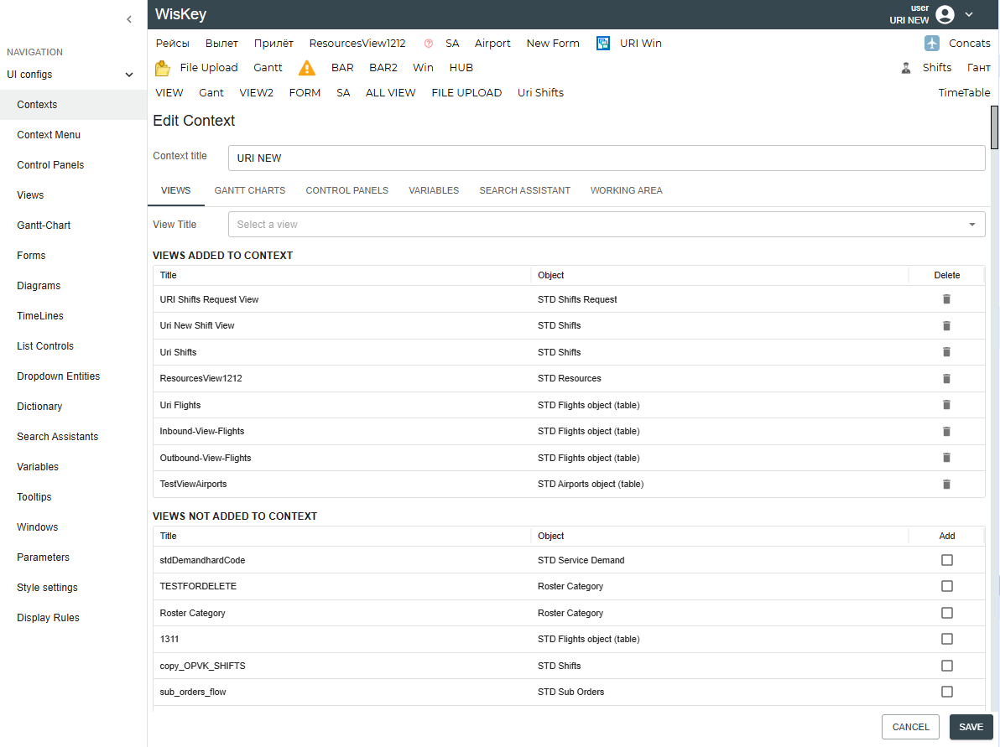 WisKey
user
URI NEW
NAVIGATION
UI configs
Contexts
Context Menu
Control Panels
Views
Gantt-Chart
Forms
Diagrams
TimeLines
List Controls
Dropdown Entities
Dictionary
Search Assistants
Variables
Tooltips
Windows
Parameters
Style settings
Display Rules
Рейсы Вылет Прилёт ResourcesView1212 SA Airport New Form URI Win Concats
File Upload Gantt BAR BAR2 Win HUB Shifts Гант
VIEW Gant VIEW2 FORM SA ALL VIEW FILE UPLOAD Uri Shifts TimeTable
Edit Context
Context title URI NEW
VIEWS GANTT CHARTS CONTROL PANELS VARIABLES SEARCH ASSISTANT WORKING AREA
View Title Select a view
VIEWS ADDED TO CONTEXT
Title Object Delete
URI Shifts Request View STD Shifts Request
Uri New Shift View STD Shifts
Uri Shifts STD Shifts
ResourcesView1212 STD Resources
Uri Flights STD Flights object (table)
Inbound-View-Flights STD Flights object (table)
Outbound-View-Flights STD Flights object (table)
TestViewAirports STD Airports object (table)
VIEWS NOT ADDED TO CONTEXT
Title Object Add
stdDemandhardCode STD Service Demand
TESTFORDELETE Roster Category
Roster Category Roster Category
1311 STD Flights object (table)
copy_OPVK_SHIFTS STD Shifts
sub_orders_flow STD Sub Orders
CANCEL SAVE